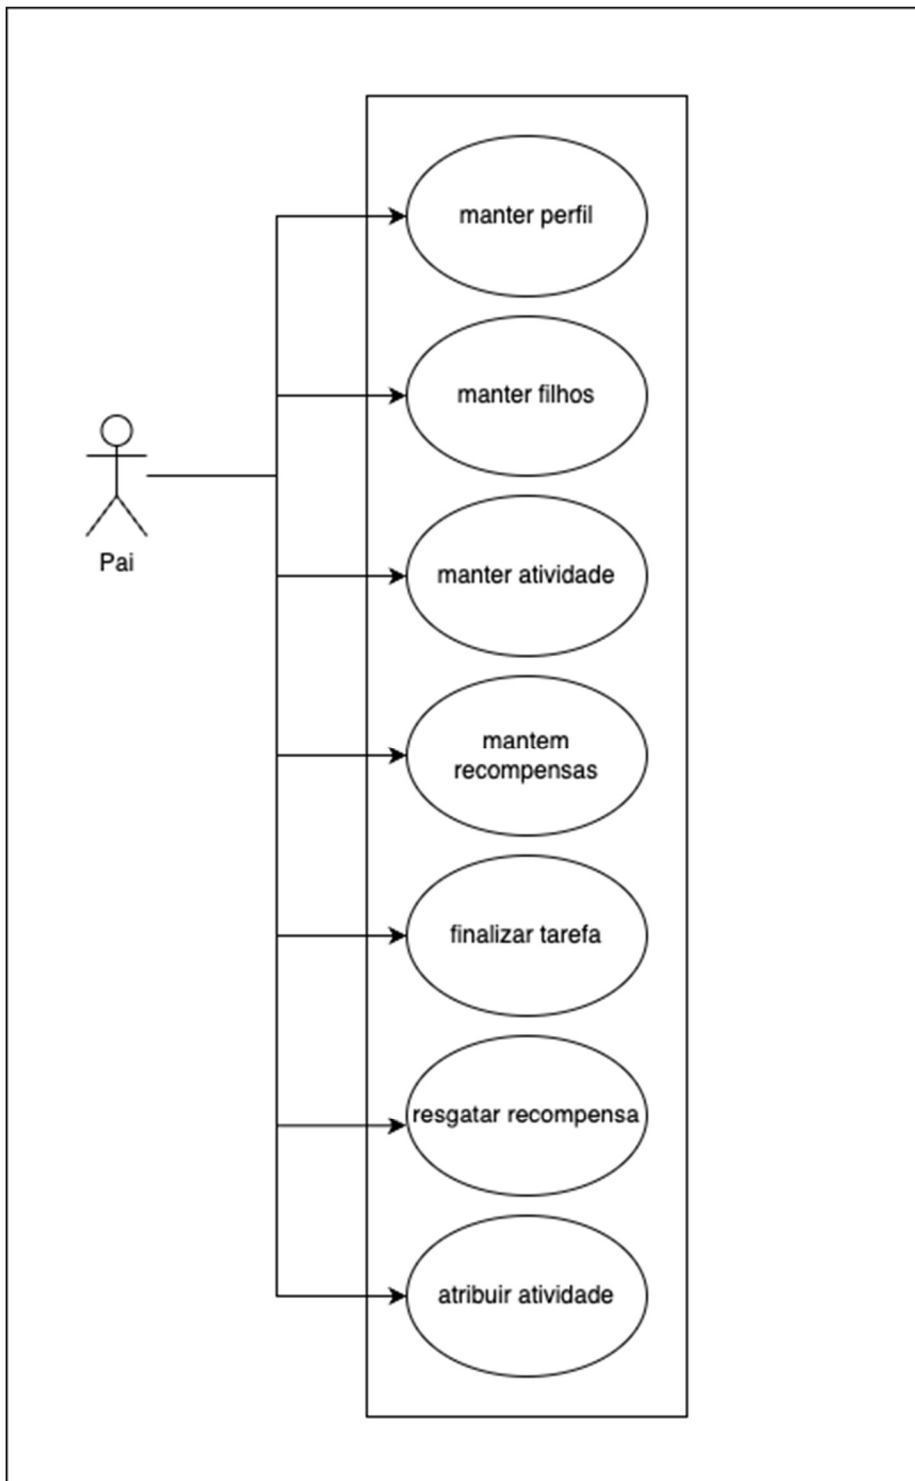 manter perfil
manter filhos
Pai
manter atividade
mantem
recompensas
finalizar tarefa
resgatar recompensa
atribuir atividade